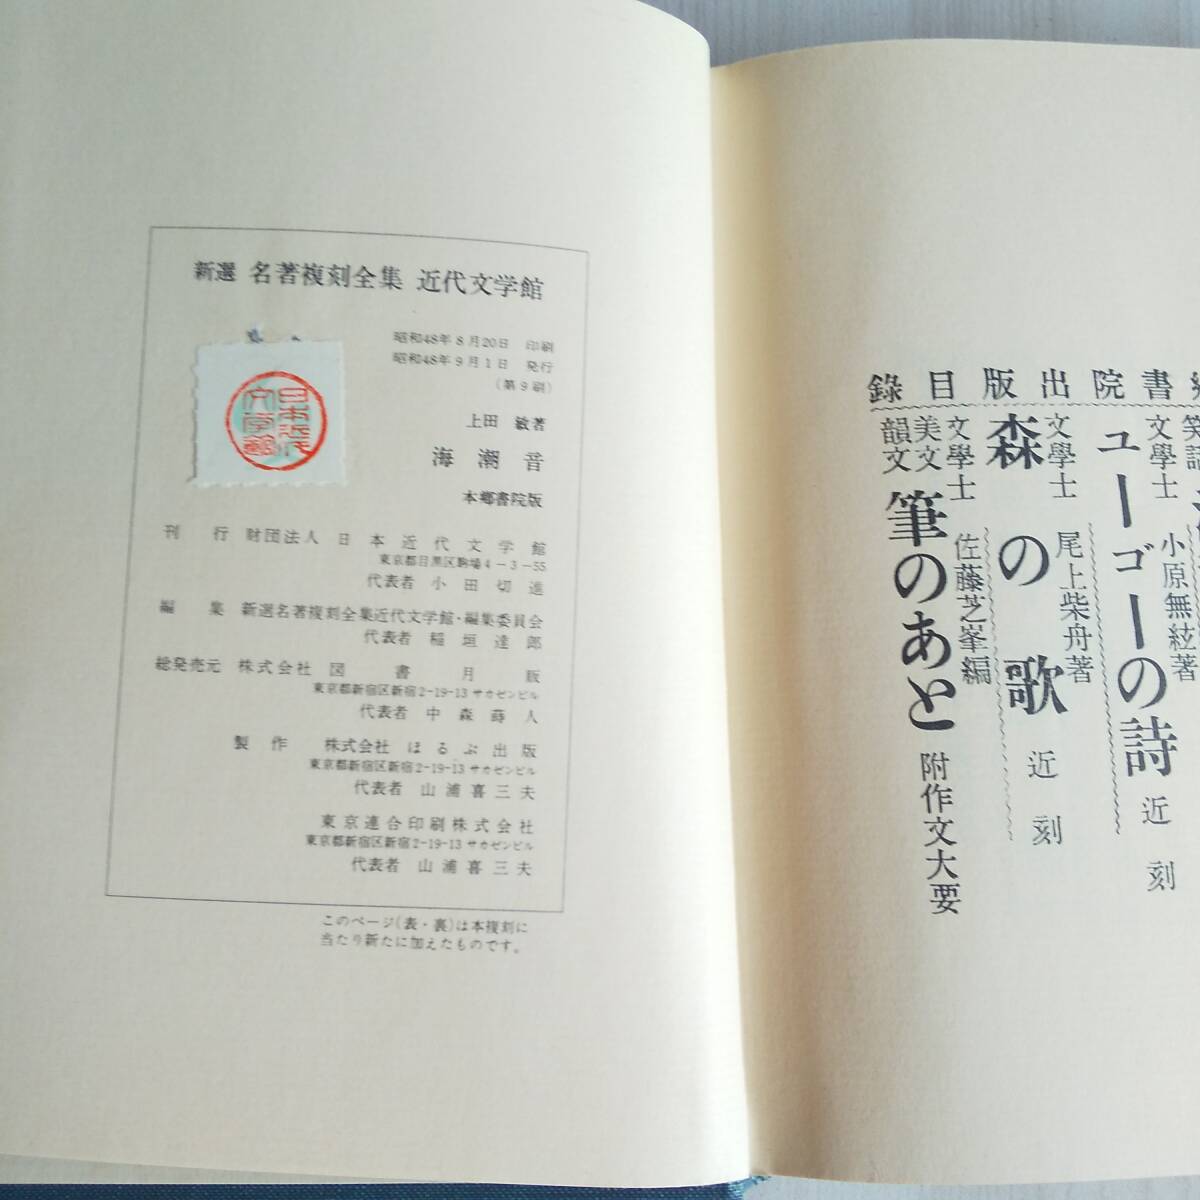 新選 名著複刻全集 近代文学館
昭和48年8月20日 印刷
昭和48年9月1日 発行
(第9刷)
上田 敏著
海潮音
本郷書院版
刊行 財団法人 日本近代文学館
東京都目黒区駒場4-3-55
代表者 小田切進
編集 新選名著複刻全集近代文学館・編集委員会
代表者 稲垣達郎
総発売元 株式会社 図書月販
東京都新宿区新宿2-19-13 サカゼンビル
代表者 中森蒔人
製作 株式会社 ほるぷ出版
東京都新宿区新宿2-19-13 サカゼンビル
代表者 山浦喜三夫
東京連合印刷株式会社
東京都新宿区新宿2-19-13 サカゼンビル
代表者 山浦喜三夫
このページ(表・裏)は本複刻に
当たり新たに加えたものです。
日本近代文学館
書院出版目録
笑話
文學士 小原無絃著
ユーゴーの詩 近刻
文學士 尾上柴舟著
森の歌 近刻
文學士 佐藤芝峯編
美文韻文 筆のあと 附作文大要